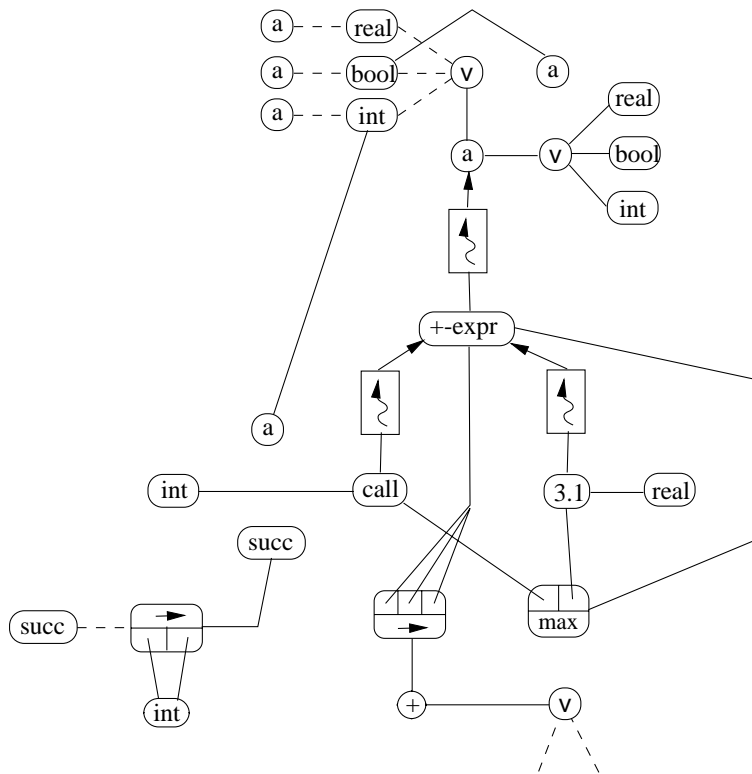 a real
bool a
a
v
a int
real
a v bool
int
+-expr
a
int call 3.1 real
succ
succ
max
int + v